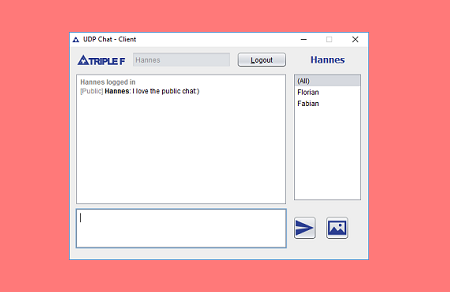 UDP Chat - Client
TRIPLE F
Hannes
Logout
Hannes
Hannes logged in
[Public] Hannes: I love the public chat:)
(All)
Florian
Fabian